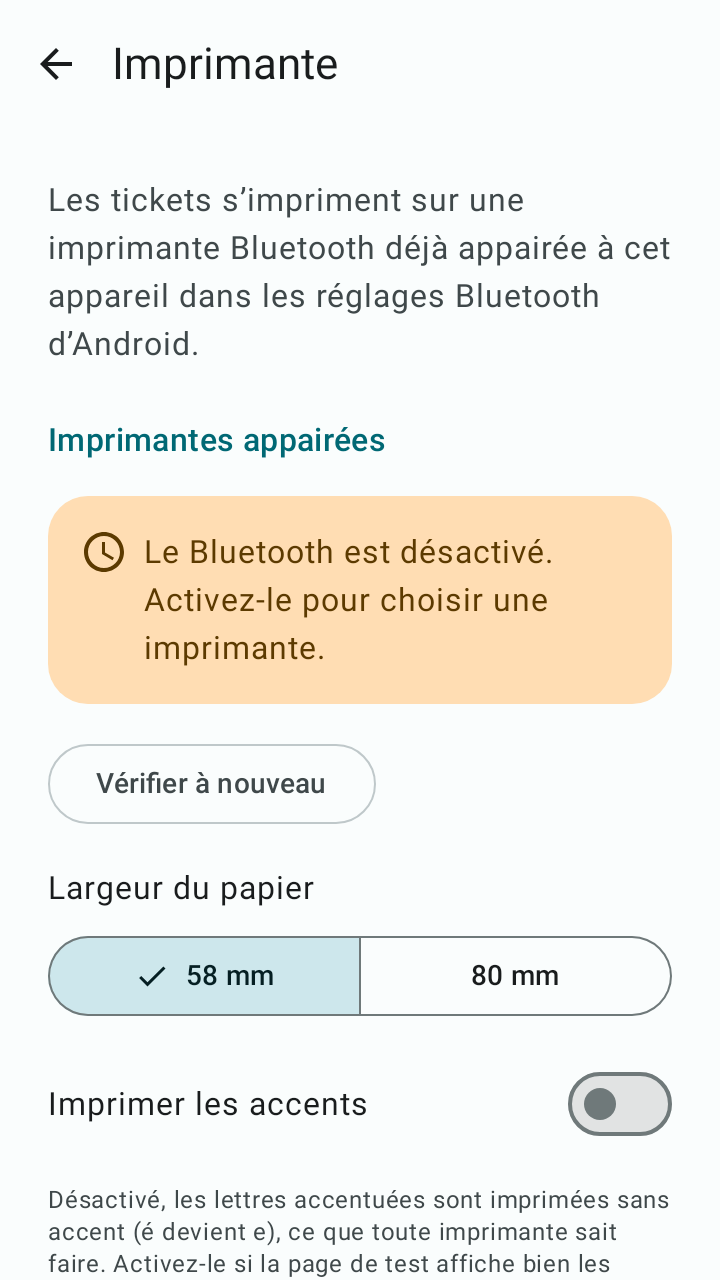 Imprimante
Les tickets s’impriment sur une
imprimante Bluetooth déjà appairée à cet
appareil dans les réglages Bluetooth
d’Android.
Imprimantes appairées
Le Bluetooth est désactivé.
Activez-le pour choisir une
imprimante.
Vérifier à nouveau
Largeur du papier
58 mm
80 mm
Imprimer les accents
Désactivé, les lettres accentuées sont imprimées sans
accent (é devient e), ce que toute imprimante sait
faire. Activez-le si la page de test affiche bien les